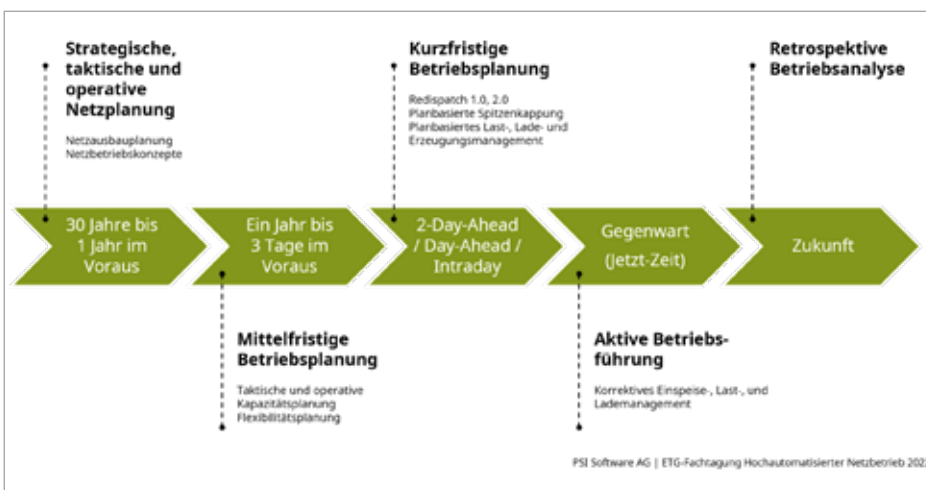 Strategische,
taktische und
operative
Netzplanung
Netzausbauplanung
Netzbetriebskonzepte
Kurzfristige
Betriebsplanung
Redispatch 1.0, 2.0
Planbasierte Spitzenkappung
Planbasiertes Last-, Lade- und
Erzeugungsmanagement
Retrospektive
Betriebsanalyse
30 Jahre bis
1 Jahr im
Voraus
Ein Jahr bis
3 Tage im
Voraus
2-Day-Ahead
/ Day-Ahead /
Intraday
Gegenwart
(Jetzt-Zeit)
Zukunft
Mittelfristige
Betriebsplanung
Taktische und operative
Kapazitätsplanung
Flexibilitätsplanung
Aktive Betriebs-
führung
Korrektives Einspeise-, Last-, und
Lademanagement
PSI Software AG | ETG-Fachtagung Hochautomatisierter Netzbetrieb